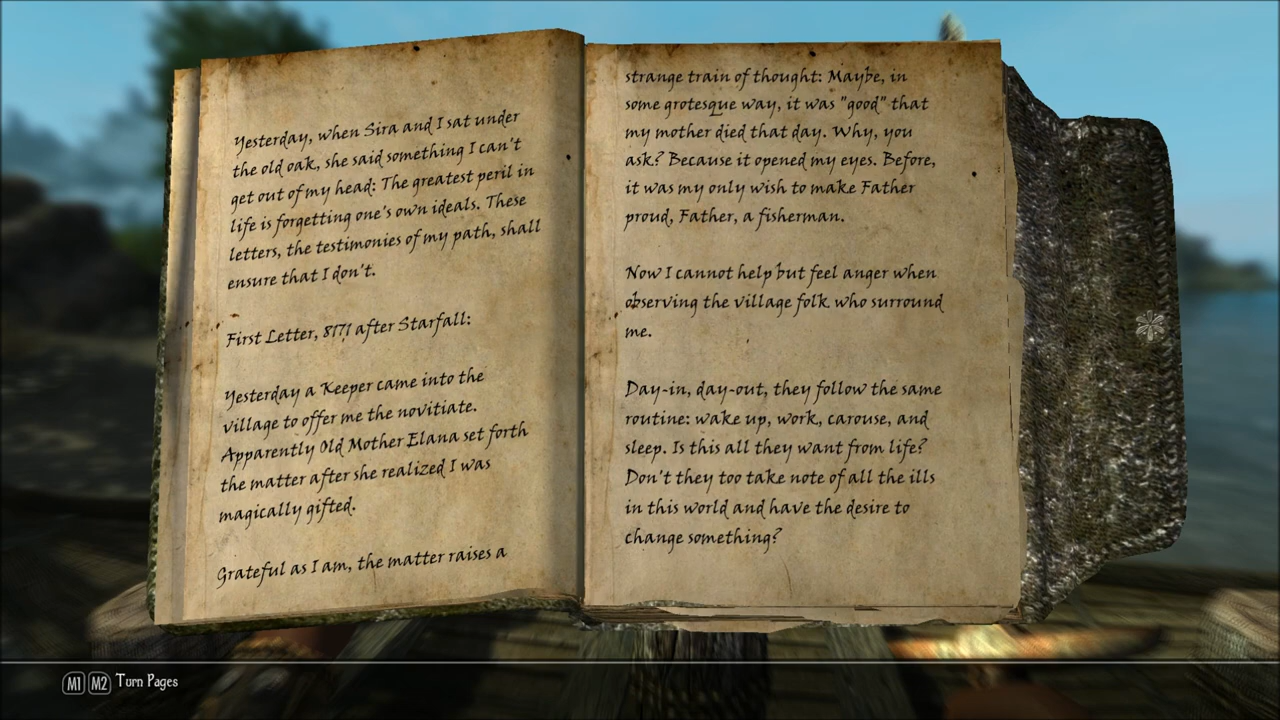 Yesterday, when Sira and I sat under
the old oak, she said something I can't
get out of my head: The greatest peril in
life is forgetting one's own ideals. These
letters, the testimonies of my path, shall
ensure that I don't.
First Letter, 8171 after Starfall:
Yesterday a Keeper came into the
village to offer me the novitiate.
Apparently Old Mother Elana set forth
the matter after she realized I was
magically gifted.
Grateful as I am, the matter raises a
strange train of thought: Maybe, in
some grotesque way, it was "good" that
my mother died that day. Why, you
ask? Because it opened my eyes. Before,
it was my only wish to make Father
proud, Father, a fisherman.
Now I cannot help but feel anger when
observing the village folk who surround
me.
Day-in, day-out, they follow the same
routine: wake up, work, carouse, and
sleep. Is this all they want from life?
Don't they too take note of all the ills
in this world and have the desire to
change something?
M1 M2 Turn Pages